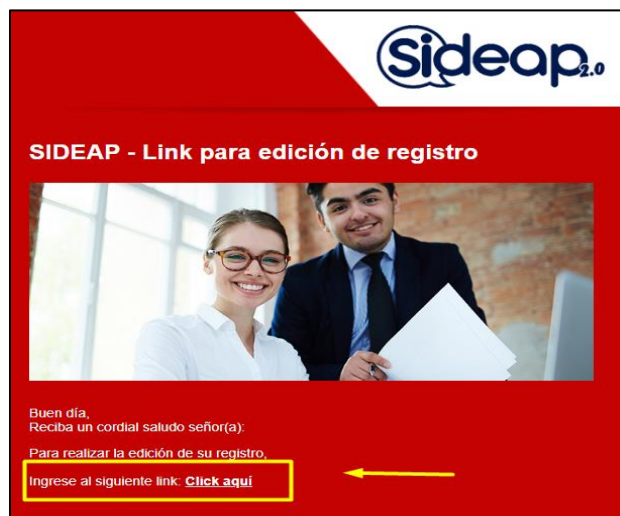 Sideap2.0
SIDEAP - Link para edición de registro
Buen día,
Reciba un cordial saludo señor(a):
Para realizar la edición de su registro,
Ingrese al siguiente link: Click aquí